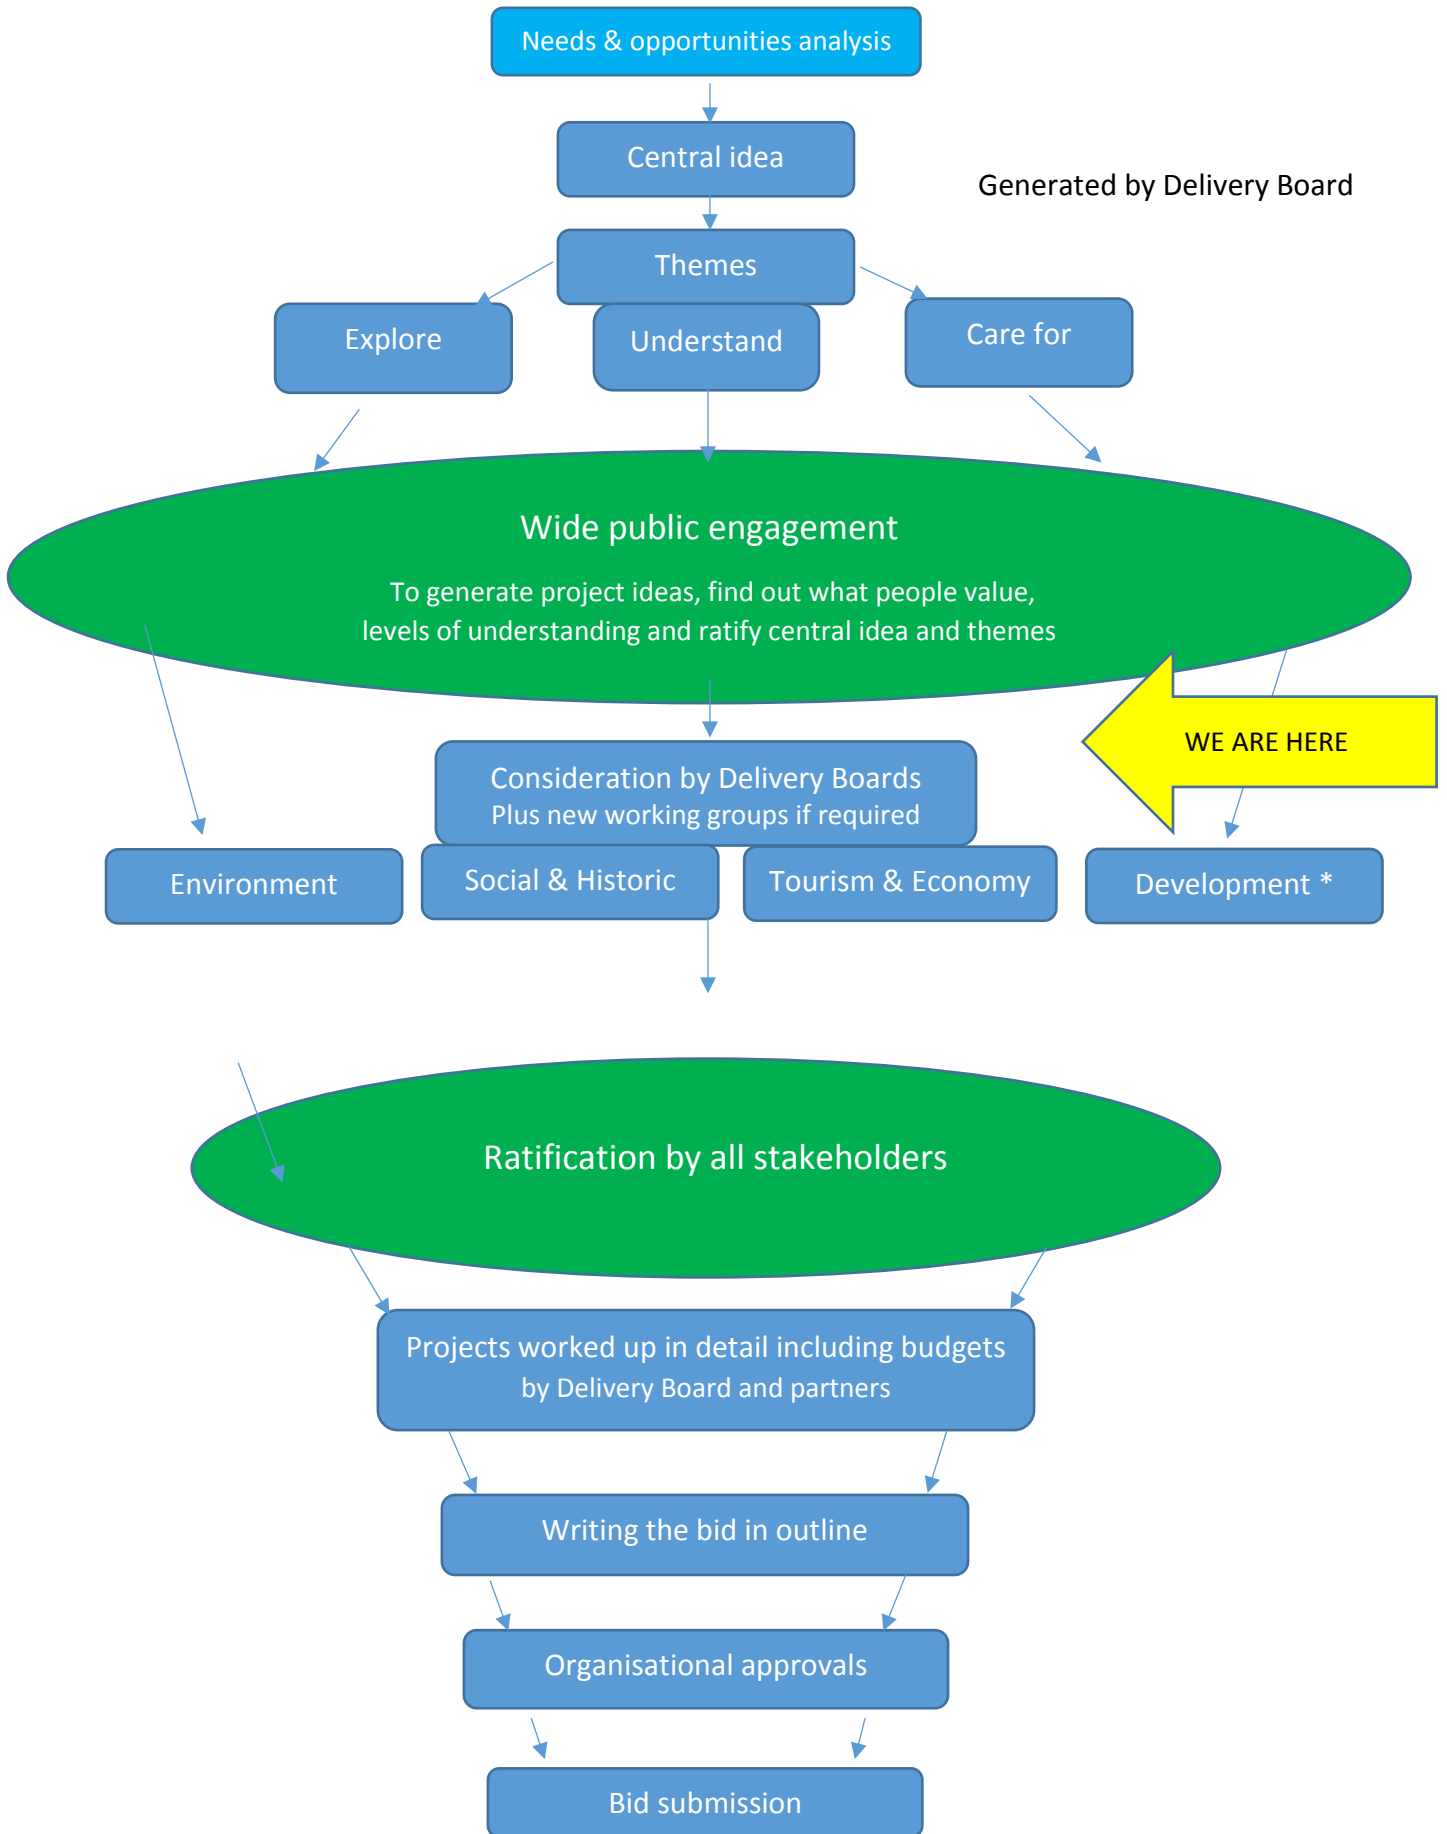 Needs & opportunities analysis
Central idea
Generated by Delivery Board
Themes
Explore
Understand
Care for
Wide public engagement
To generate project ideas, find out what people value,
levels of understanding and ratify central idea and themes
WE ARE HERE
Consideration by Delivery Boards
Plus new working groups if required
Environment
Social & Historic
Tourism & Economy
Development *
Ratification by all stakeholders
Projects worked up in detail including budgets
by Delivery Board and partners
Writing the bid in outline
Organisational approvals
Bid submission